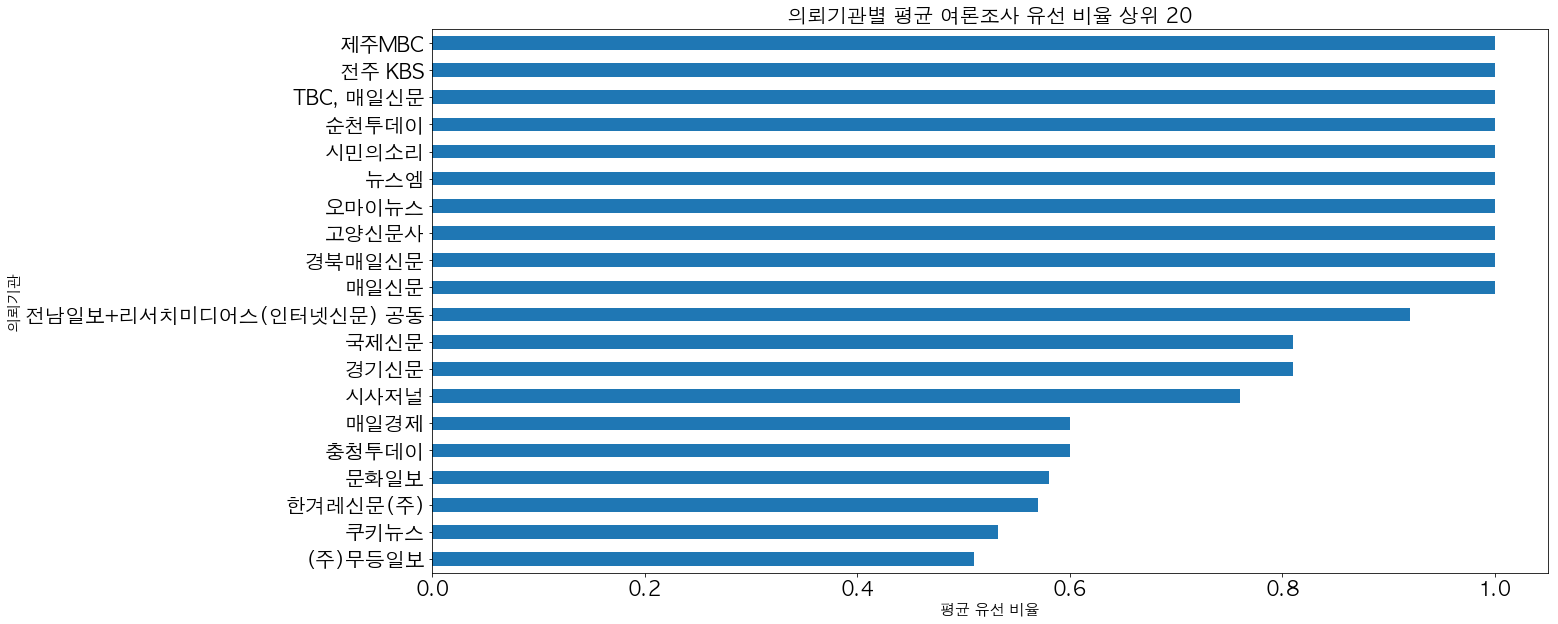 의뢰기관별 평균 여론조사 유선 비율 상위 20
제주MBC
전주 KBS
TBC, 매일신문
순천투데이
시민의소리
뉴스엠
오마이뉴스
고양신문사
경북매일신문
매일신문
전남일보+리서치미디어스(인터넷신문) 공동
국제신문
경기신문
시사저널
매일경제
충청투데이
문화일보
한겨레신문(주)
쿠키뉴스
(주)무등일보
의뢰기관
0.0 0.2 0.4 0.6 0.8 1.0
평균 유선 비율